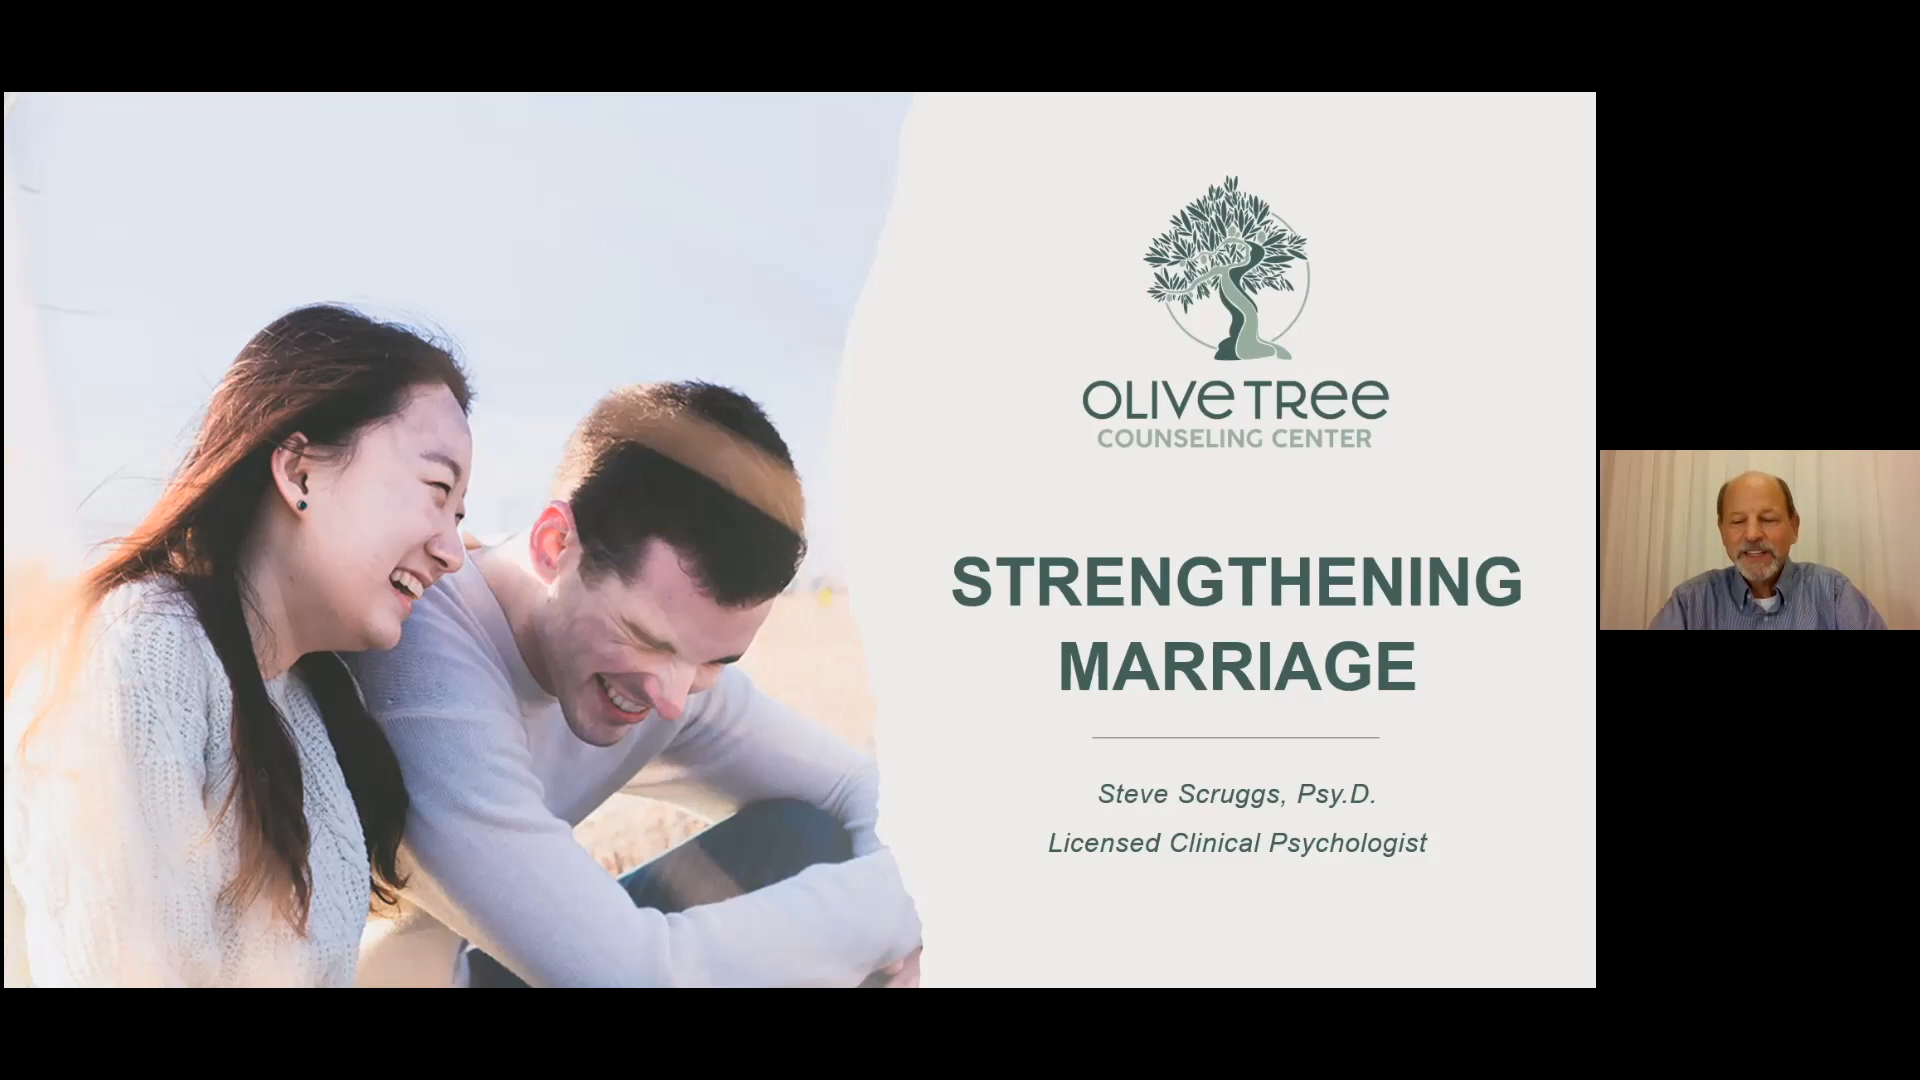 OLIVE TREE
COUNSELING CENTER
STRENGTHENING
MARRIAGE
Steve Scruggs, Psy.D.
Licensed Clinical Psychologist